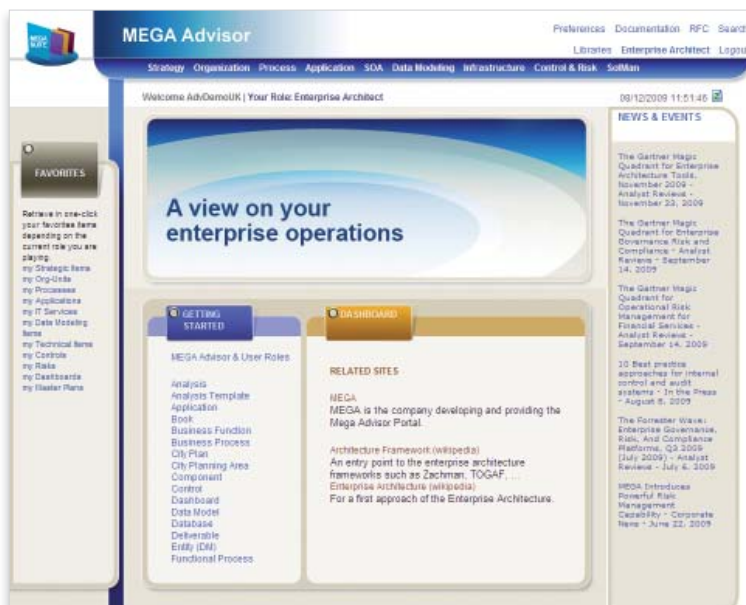 MEGA SUITE
MEGA Advisor
Preferences Documentation RFC Search
Libraries Enterprise Architect Logout
Strategy Organization Process Application SOA Data Modeling Infrastructure Control & Risk SolMan
Welcome AdvDemoUK | Your Role: Enterprise Architect
08/12/2009 11:51:46
FAVORITES
Retrieve in one-click
your favorites items
depending on the
current role you are
playing.
my Strategic Items
my Org-Units
my Processes
my Applications
my IT Services
my Data Modeling
Items
my Technical Items
my Controls
my Risks
my Dashboards
my Master Plans
A view on your
enterprise operations
GETTING
STARTED
MEGA Advisor & User Roles
Analysis
Analysis Template
Application
Book
Business Function
Business Process
City Plan
City Planning Area
Component
Control
Dashboard
Data Model
Database
Deliverable
Entity (DM)
Functional Process
DASHBOARD
RELATED SITES
MEGA
MEGA is the company developing and providing the
Mega Advisor Portal.
Architecture Framework (wikipedia)
An entry point to the enterprise architecture
frameworks such as Zachman, TOGAF, ...
Enterprise Architecture (wikipedia)
For a first approach of the Enterprise Architecture.
NEWS & EVENTS
The Gartner Magic
Quadrant for Enterprise
Architecture Tools,
November 2009 -
Analyst Reviews -
November 23, 2009
The Gartner Magic
Quadrant for Enterprise
Governance Risk and
Compliance - Analyst
Reviews - September
14, 2009
The Gartner Magic
Quadrant for
Operational Risk
Management for
Financial Services -
Analyst Reviews -
September 14, 2009
10 Best practice
approaches for internal
control and audit
systems - In the Press
- August 8, 2009
The Forrester Wave:
Enterprise Governance,
Risk, And Compliance
Platforms, Q3 2009
(July 2009) - Analyst
Reviews - July 6, 2009
MEGA Introduces
Powerful Risk
Management
Capability - Corporate
News - June 22, 2009